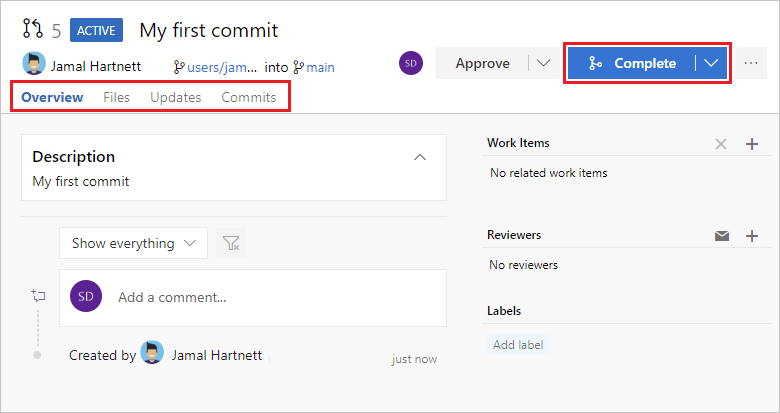 5 ACTIVE My first commit
Jamal Hartnett users/jam... into main SD Approve Complete ...
Overview Files Updates Commits
Description
My first commit
Show everything
SD Add a comment...
Created by Jamal Hartnett just now
Work Items
No related work items
Reviewers
No reviewers
Labels
Add label